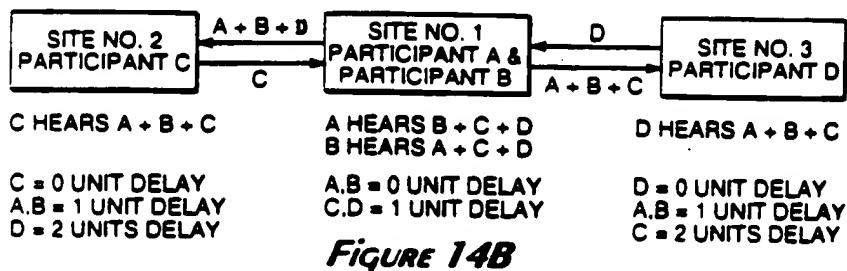 SITE NO. 2
PARTICIPANT C
A + B + D
C
SITE NO. 1
PARTICIPANT A &
PARTICIPANT B
D
A + B + C
SITE NO. 3
PARTICIPANT D
C HEARS A + B + C
A HEARS B + C + D
B HEARS A + C + D
D HEARS A + B + C
C = 0 UNIT DELAY
A.B = 1 UNIT DELAY
D = 2 UNITS DELAY
A.B = 0 UNIT DELAY
C.D = 1 UNIT DELAY
D = 0 UNIT DELAY
A.B = 1 UNIT DELAY
C = 2 UNITS DELAY
FIGURE 14B